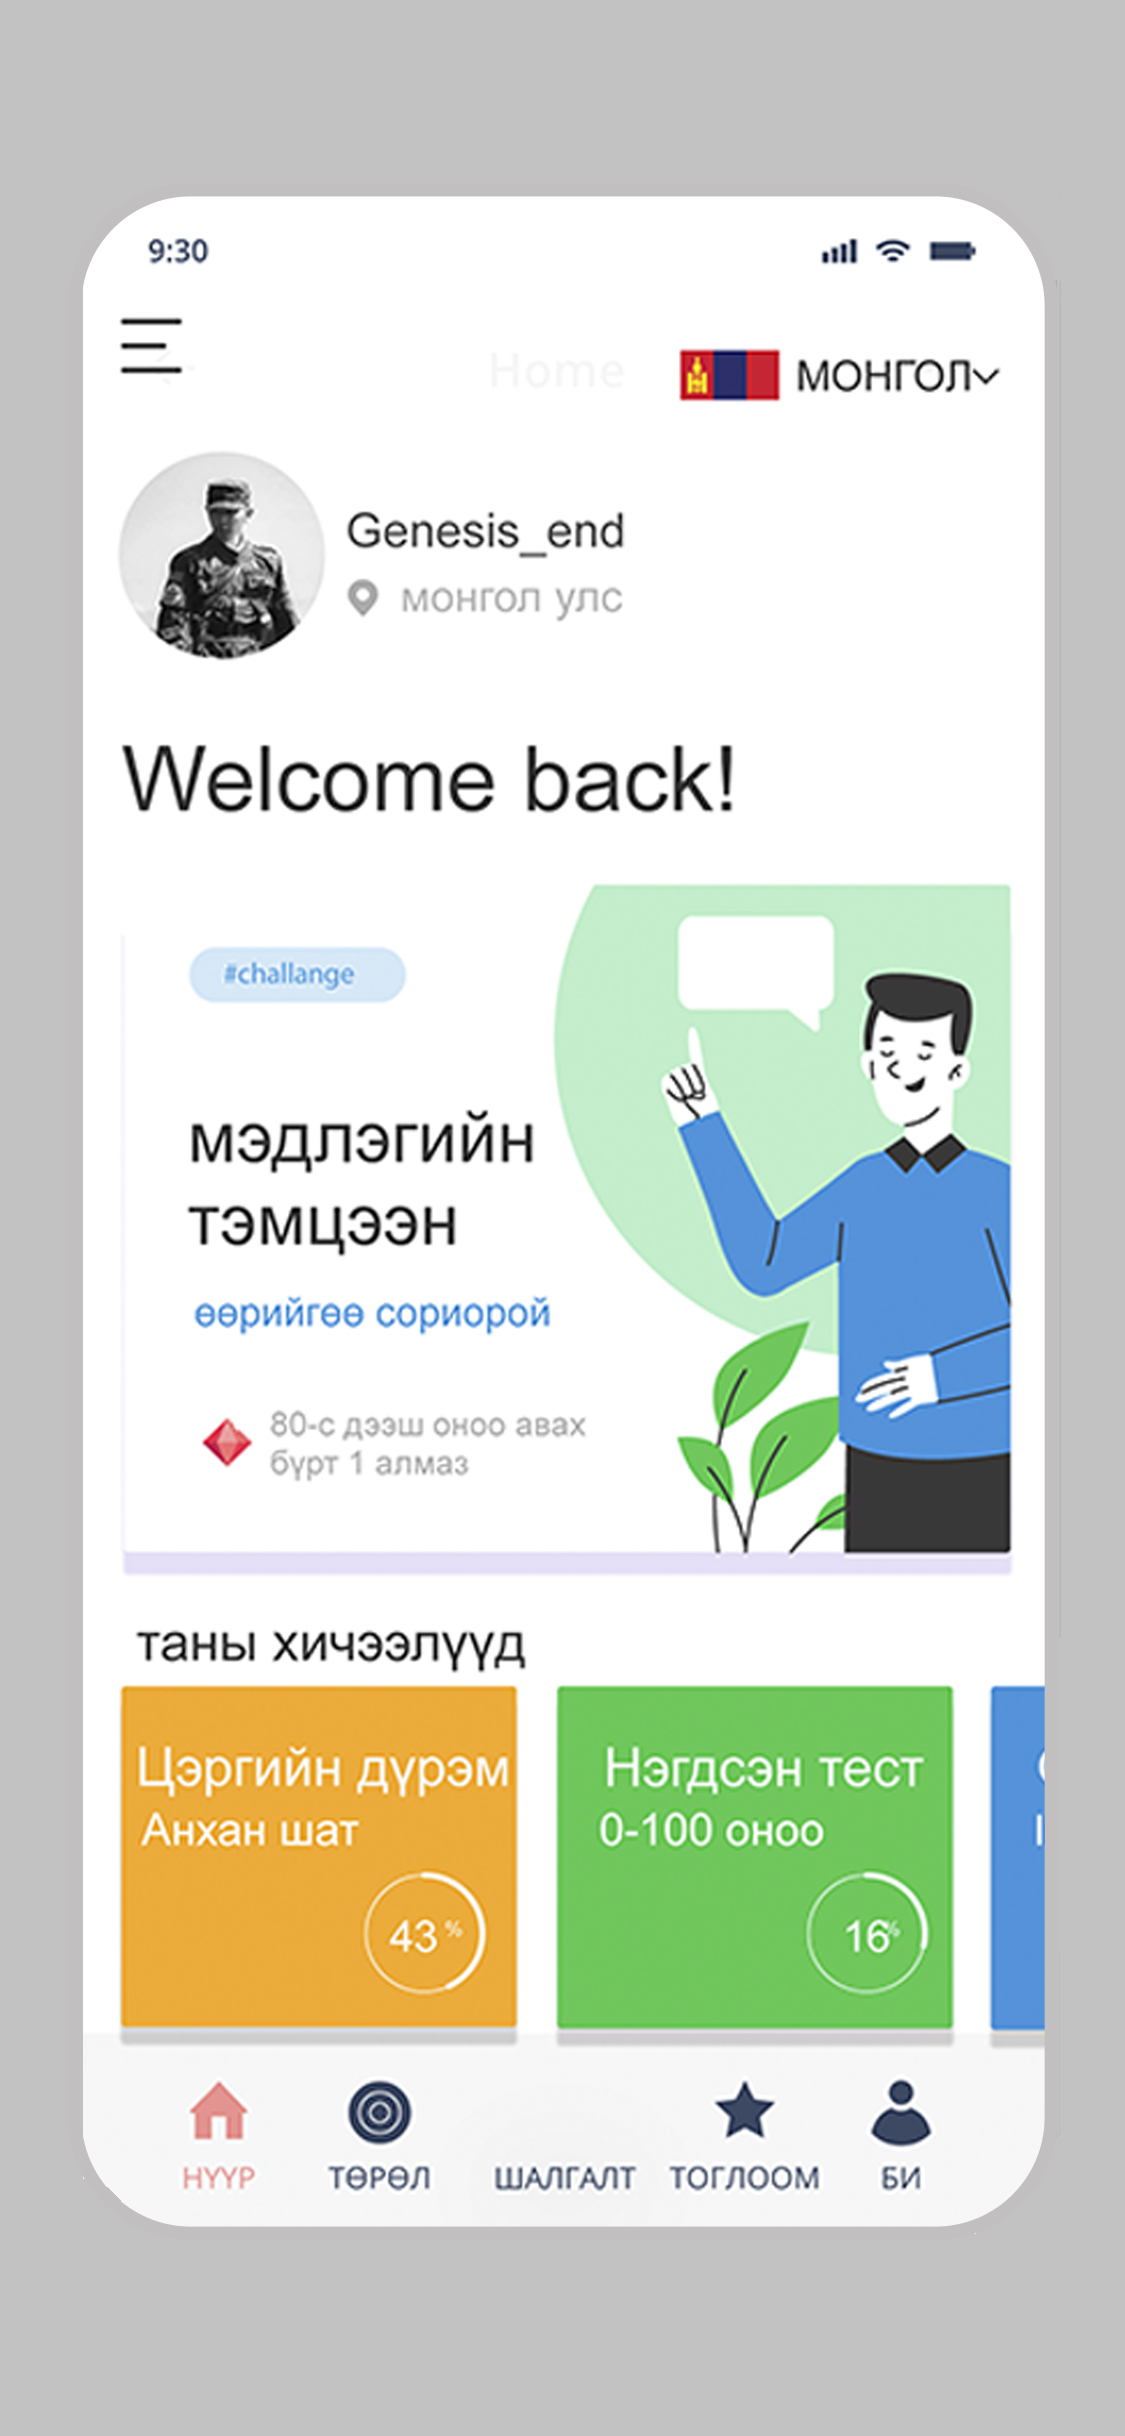 9:30
Home
МОНГОЛ
Genesis_end
монгол улс
Welcome back!
#challange
мэдлэгийн
тэмцээн
өөрийгөө сориорой
80-с дээш оноо авах
бүрт 1 алмаз
таны хичээлүүд
Цэргийн дүрэм
Анхан шат
43 %
Нэгдсэн тест
0-100 оноо
16%
НҮҮР
ТӨРӨЛ
ШАЛГАЛТ
ТОГЛООМ
БИ